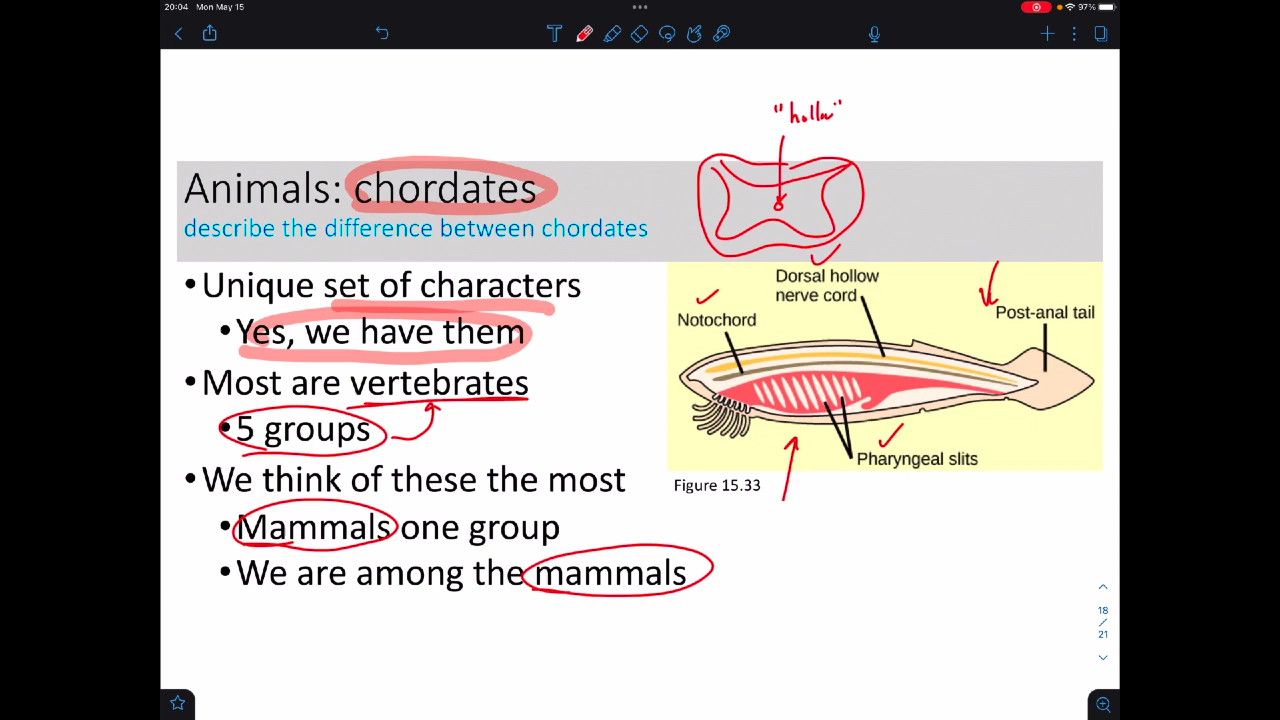 20:04 Mon May 15
97%
T
"hollow"
Animals: chordates
describe the difference between chordates
•Unique set of characters
•Yes, we have them
•Most are vertebrates
•5 groups
•We think of these the most
•Mammals one group
•We are among the mammals
Dorsal hollow
nerve cord
Notochord
Post-anal tail
Pharyngeal slits
Figure 15.33
18
/
21